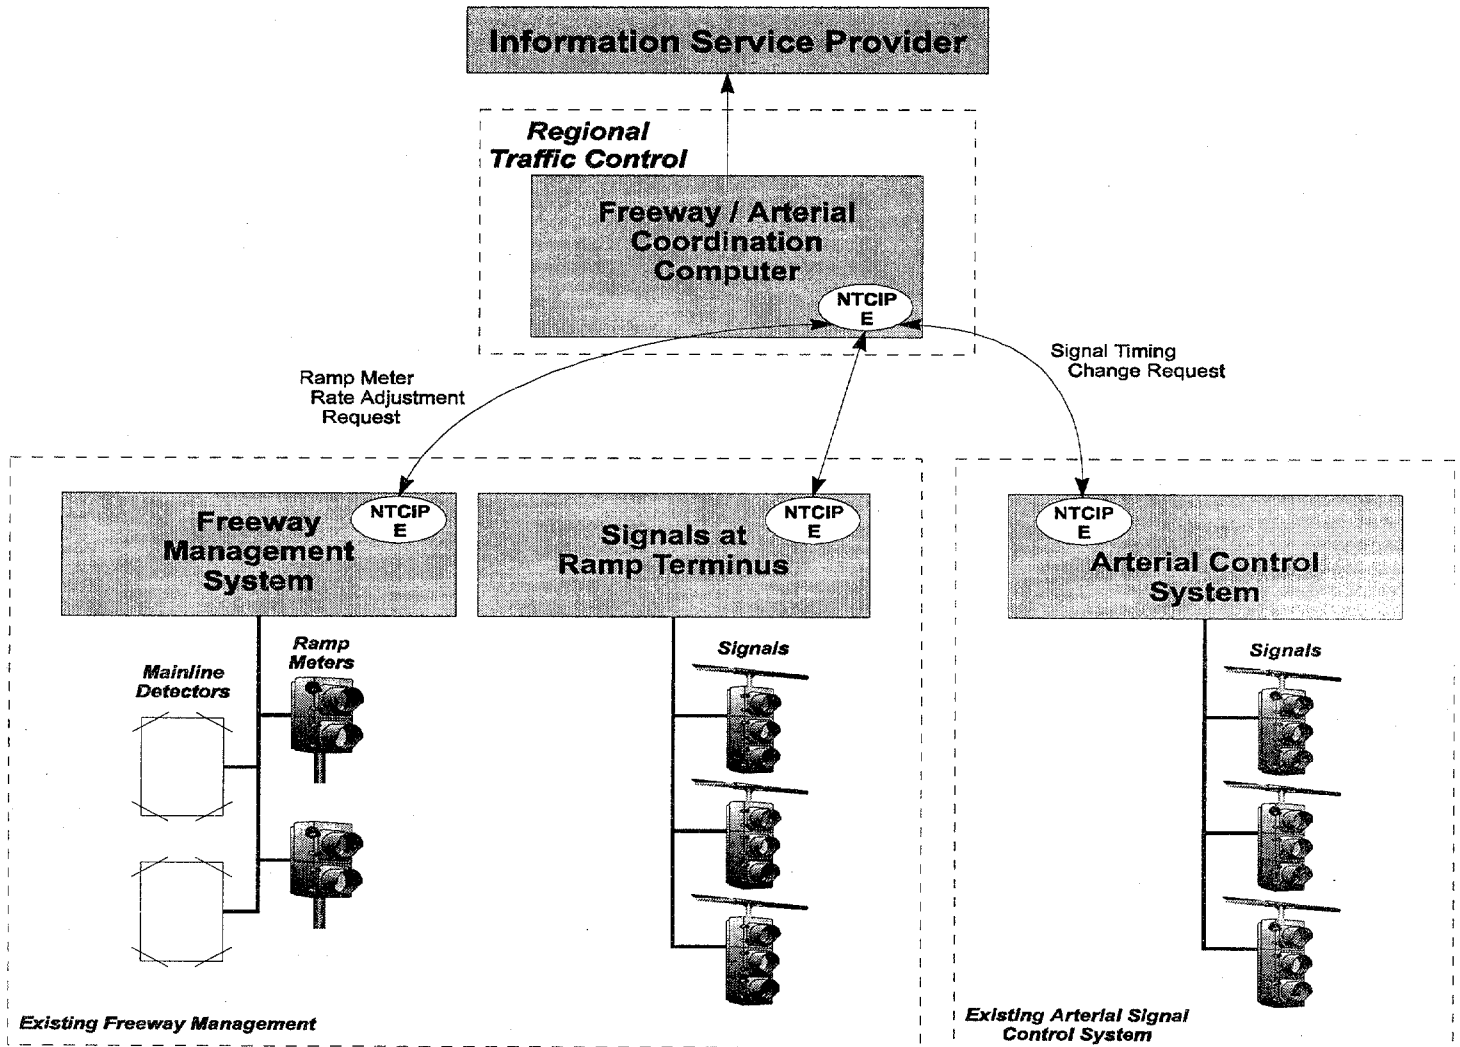 Information Service Provider
Regional
Traffic Control
Freeway / Arterial
Coordination
Computer
NTCIP
E
Ramp Meter
Rate Adjustment
Request
Signal Timing
Change Request
Freeway
Management
System
NTCIP
E
Signals at
Ramp Terminus
NTCIP
E
NTCIP
E
Arterial Control
System
Mainline
Detectors
Ramp
Meters
Signals
Signals
Existing Freeway Management
Existing Arterial Signal
Control System